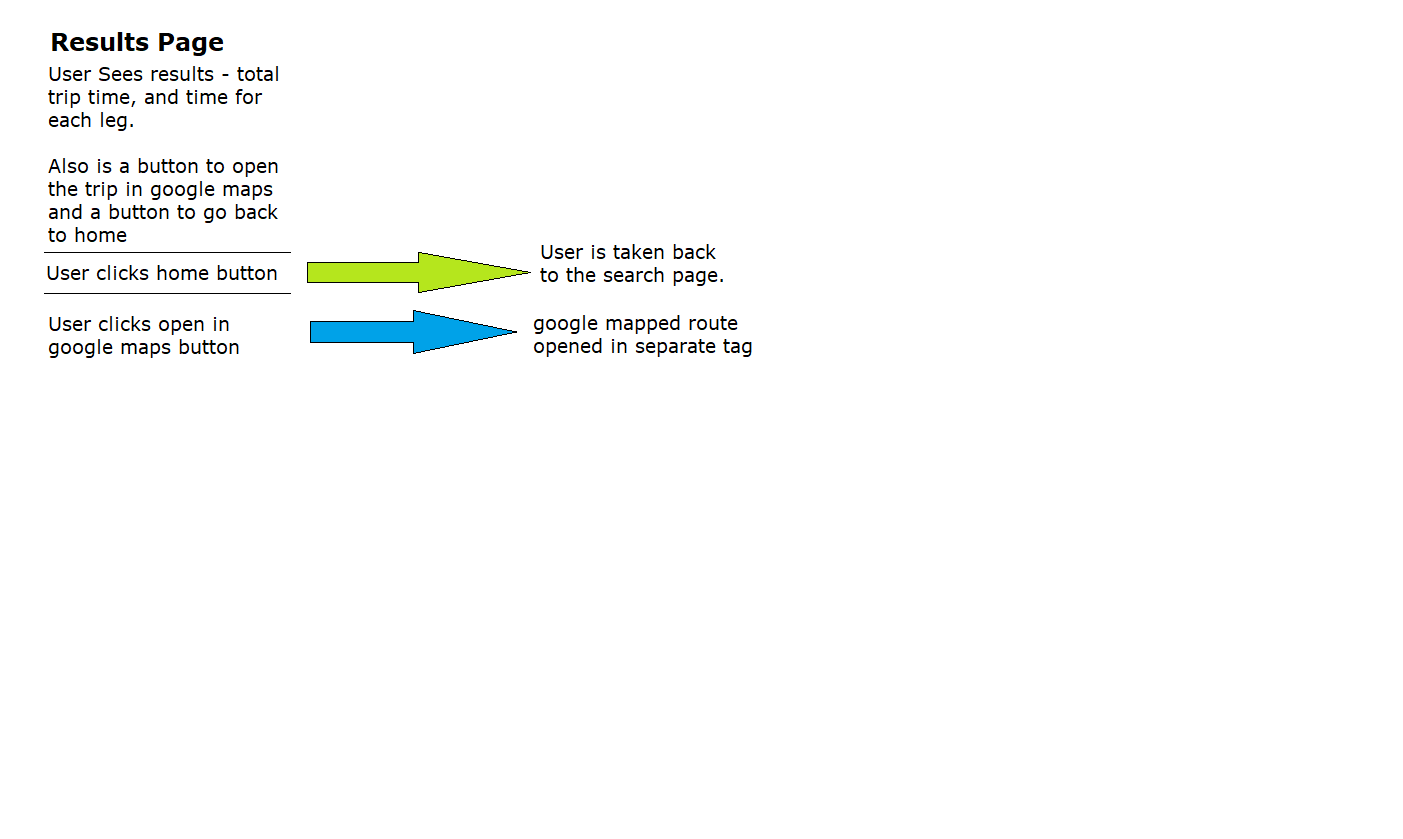 Results Page
User Sees results - total
trip time, and time for
each leg.
Also is a button to open
the trip in google maps
and a button to go back
to home
User clicks home button
User is taken back
to the search page.
User clicks open in
google maps button
google mapped route
opened in separate tag